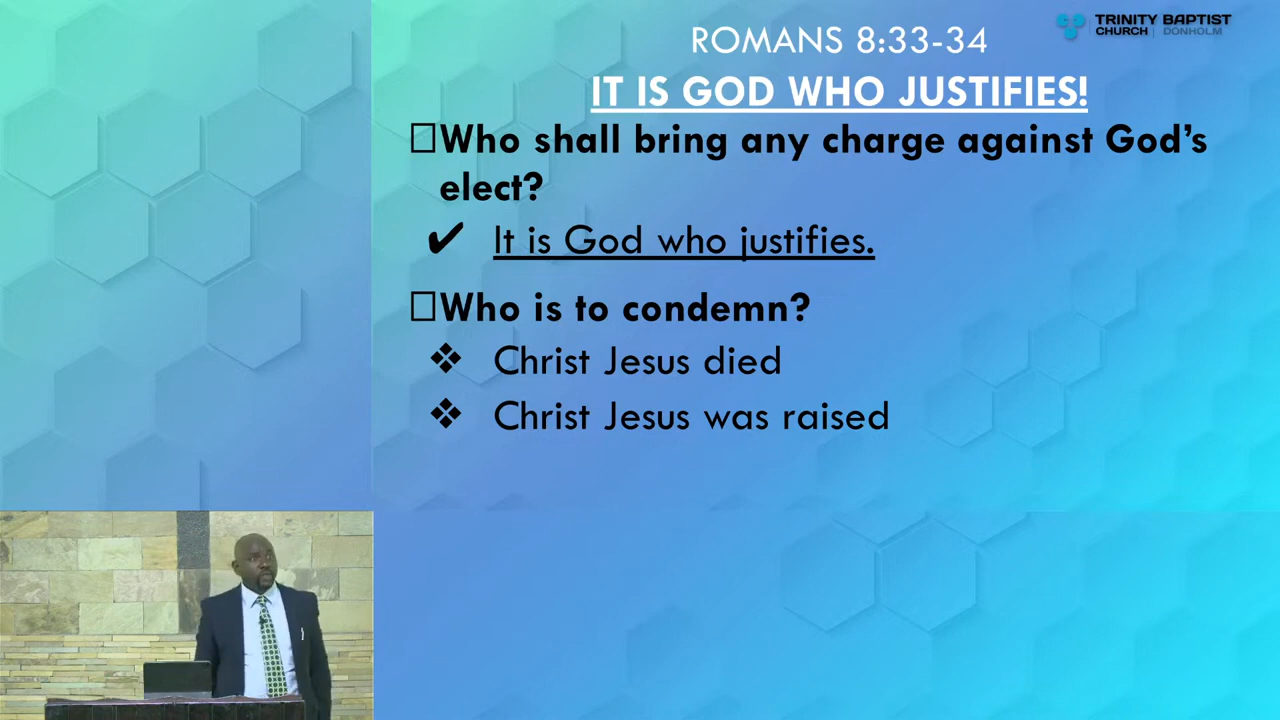 TRINITY BAPTIST
CHURCH | DONHOLM
ROMANS 8:33-34
IT IS GOD WHO JUSTIFIES!
□Who shall bring any charge against God’s
elect?
✔ It is God who justifies.
□Who is to condemn?
❖ Christ Jesus died
❖ Christ Jesus was raised